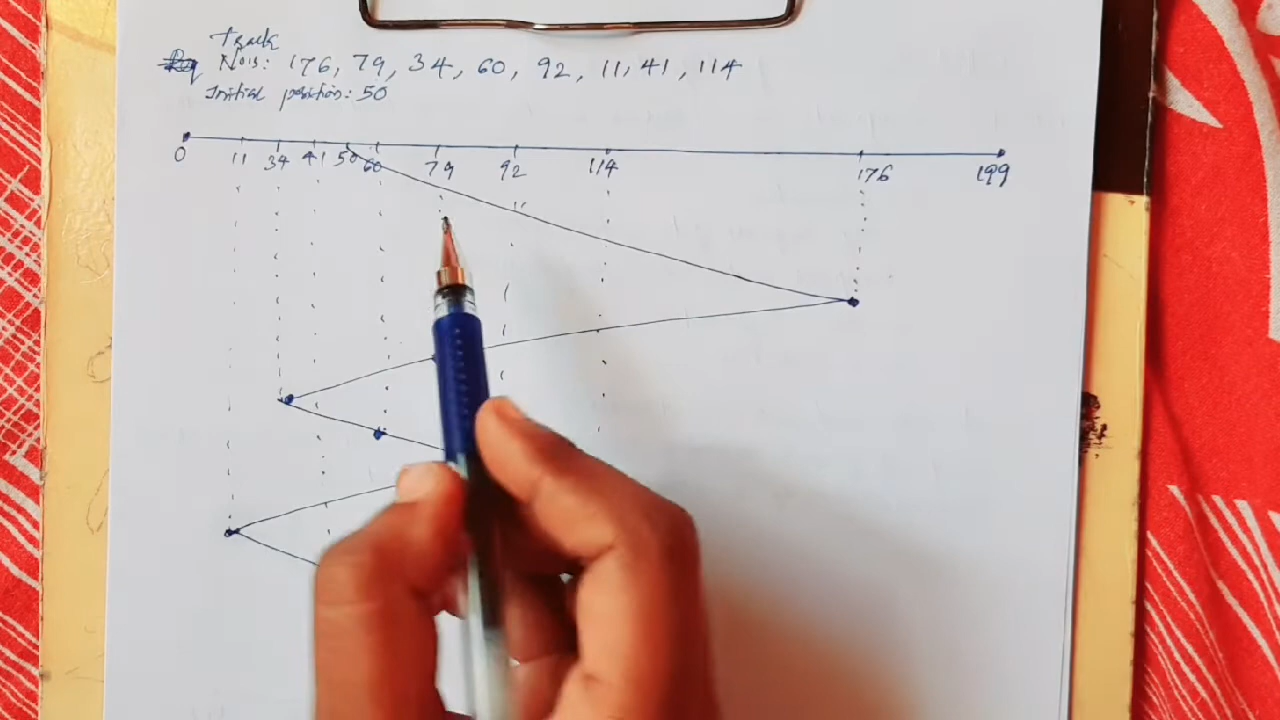 Track
Nos: 176, 79, 34, 60, 92, 11, 41, 114
Initial position: 50
0 11 34 41 50 60 79 92 114 176 199